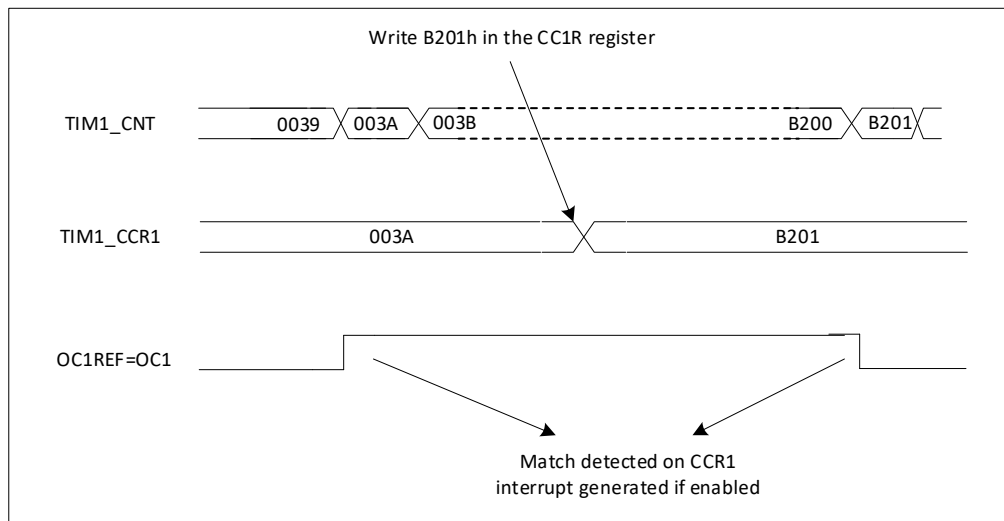 Write B201h in the CC1R register
TIM1_CNT 0039 003A 003B B200 B201
TIM1_CCR1 003A B201
OC1REF=OC1
Match detected on CCR1
interrupt generated if enabled